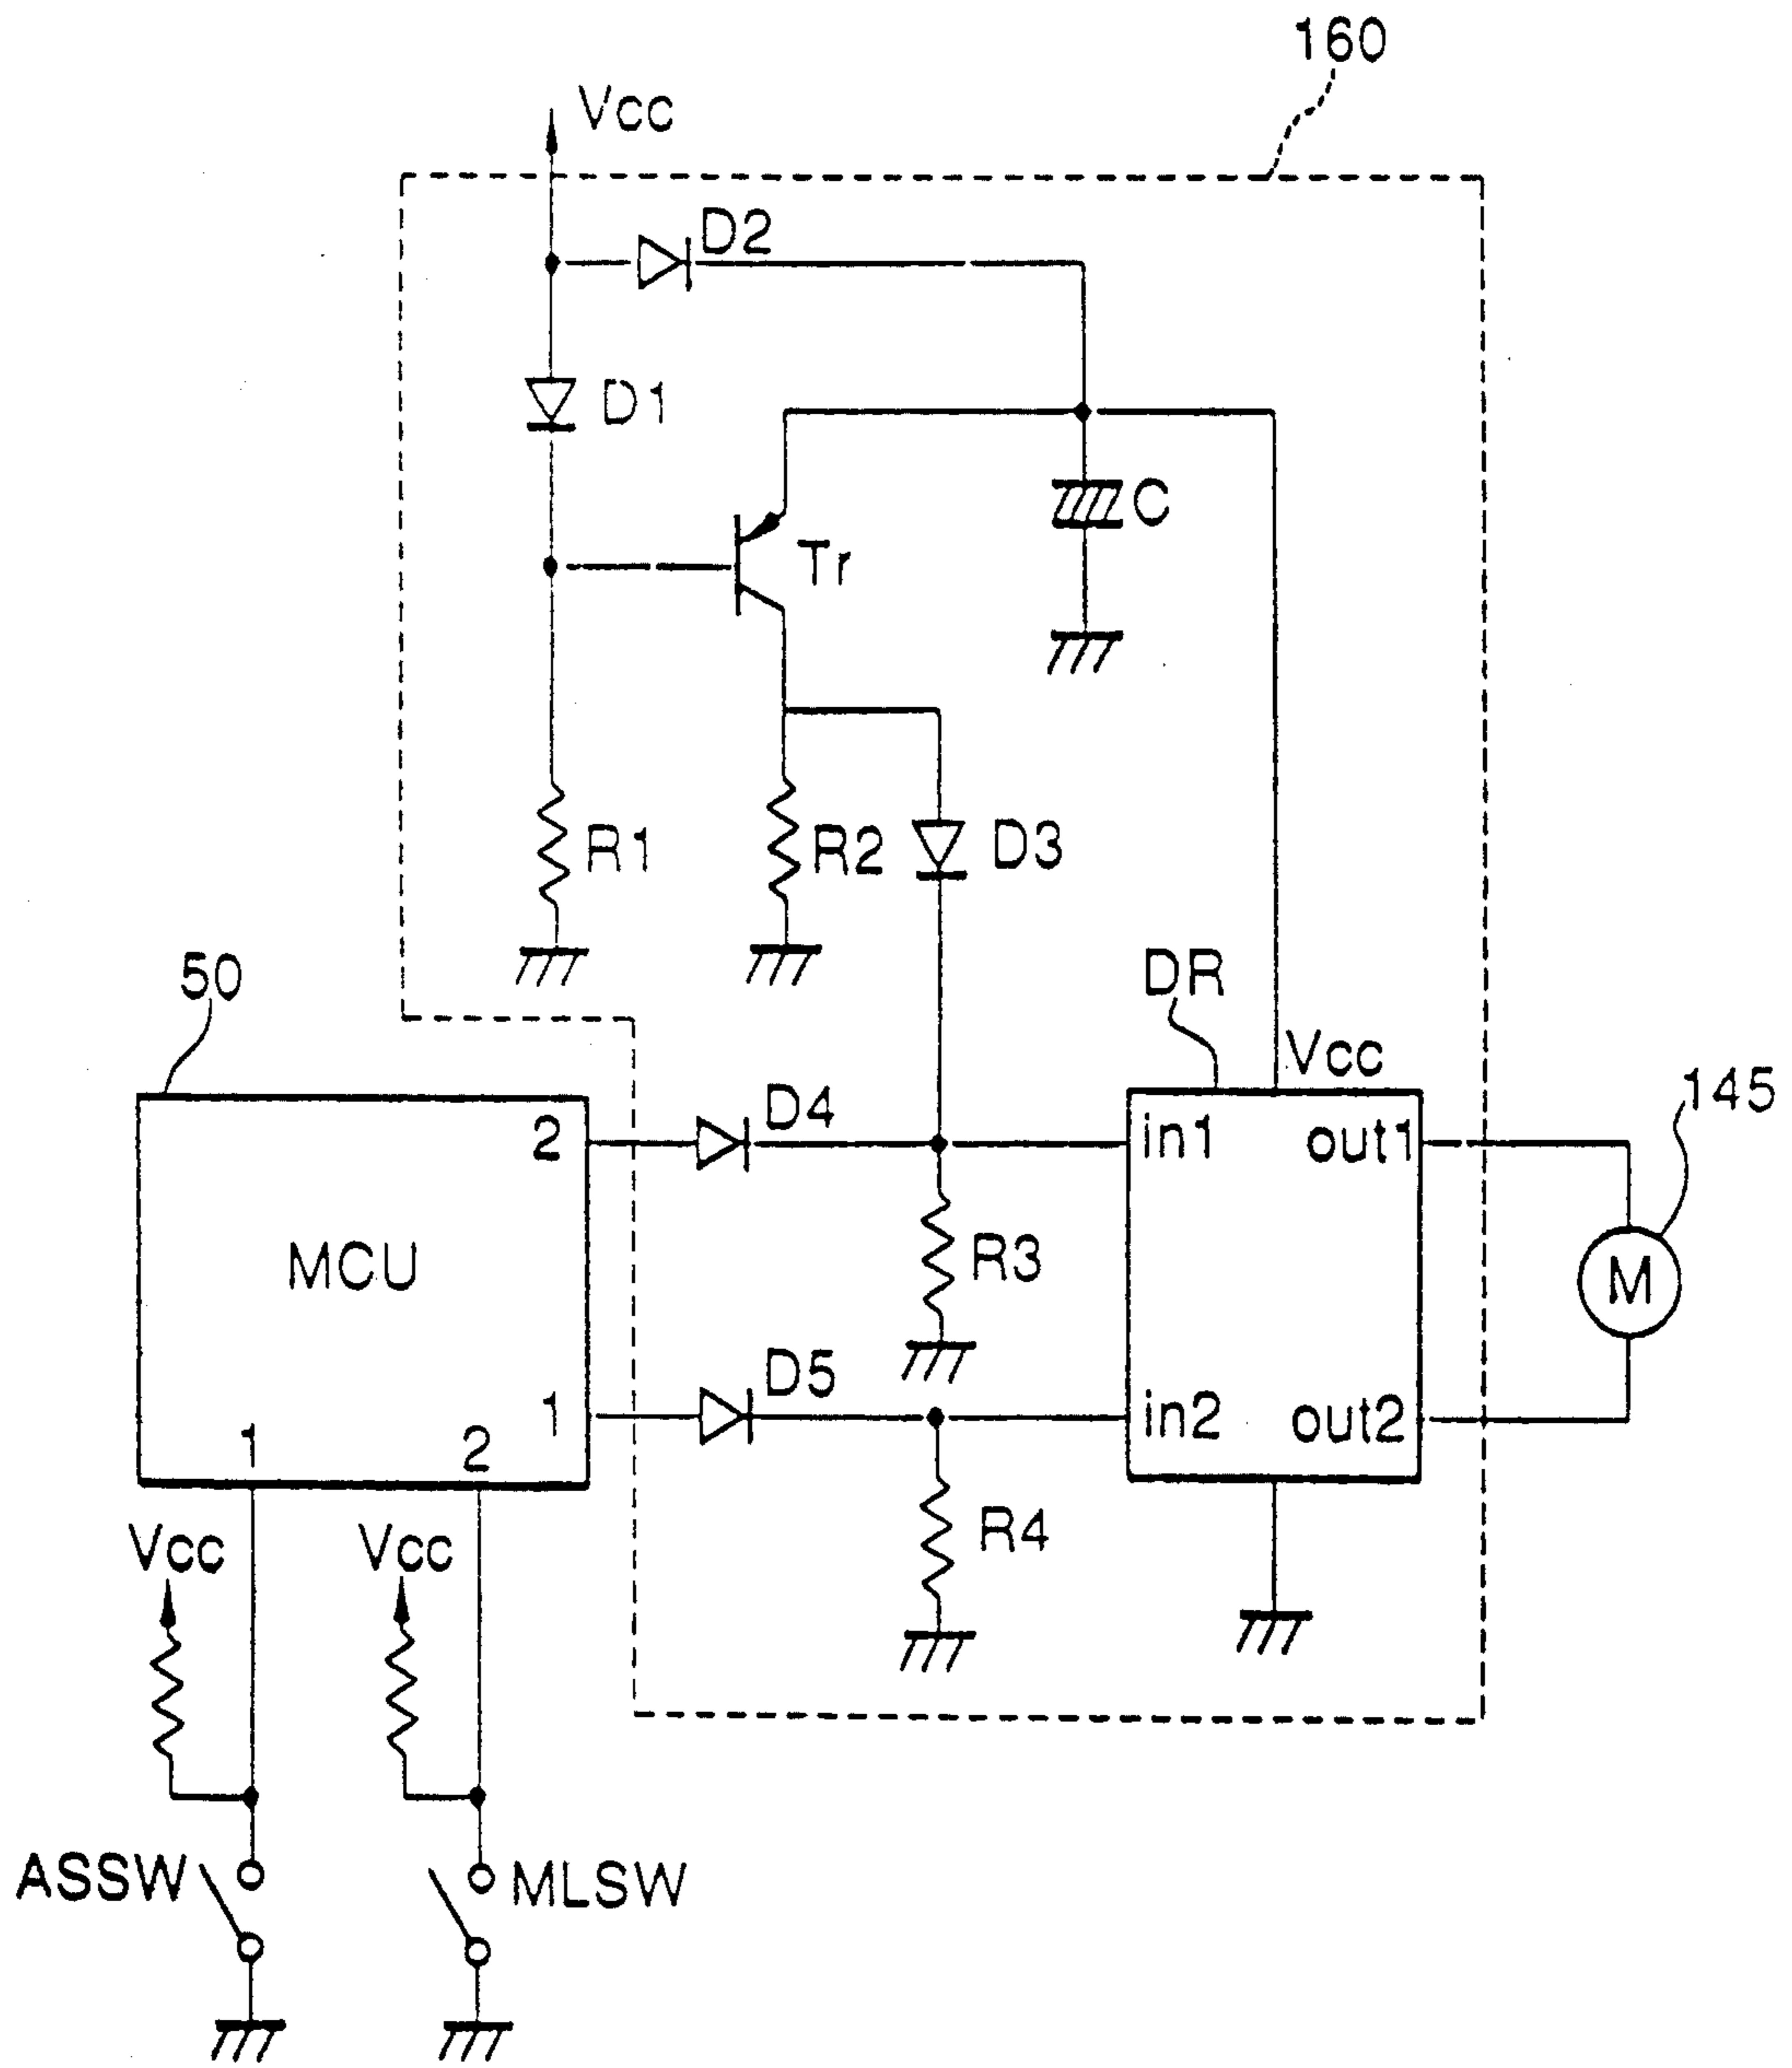 160
Vcc
D2
D1
C
Tr
R1
R2
D3
50
DR
Vcc
145
2
D4
in1
out1
MCU
R3
M
D5
1
in2
out2
1
2
R4
Vcc
Vcc
ASSW
MLSW